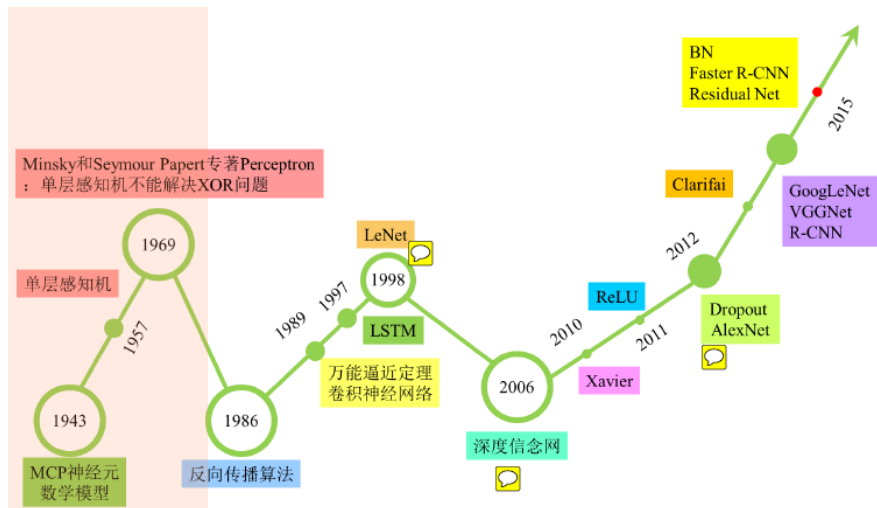 BN
Faster R-CNN
Residual Net
2015
Minsky和Seymour Papert专著Perceptron
：单层感知机不能解决XOR问题
Clarifai
GoogLeNet
VGGNet
R-CNN
LeNet
1969
2012
单层感知机
1998
1997
ReLU
1957
1989
LSTM
2010
2011
Dropout
AlexNet
万能逼近定理
卷积神经网络
Xavier
2006
1943
1986
深度信念网
MCP神经元
数学模型
反向传播算法